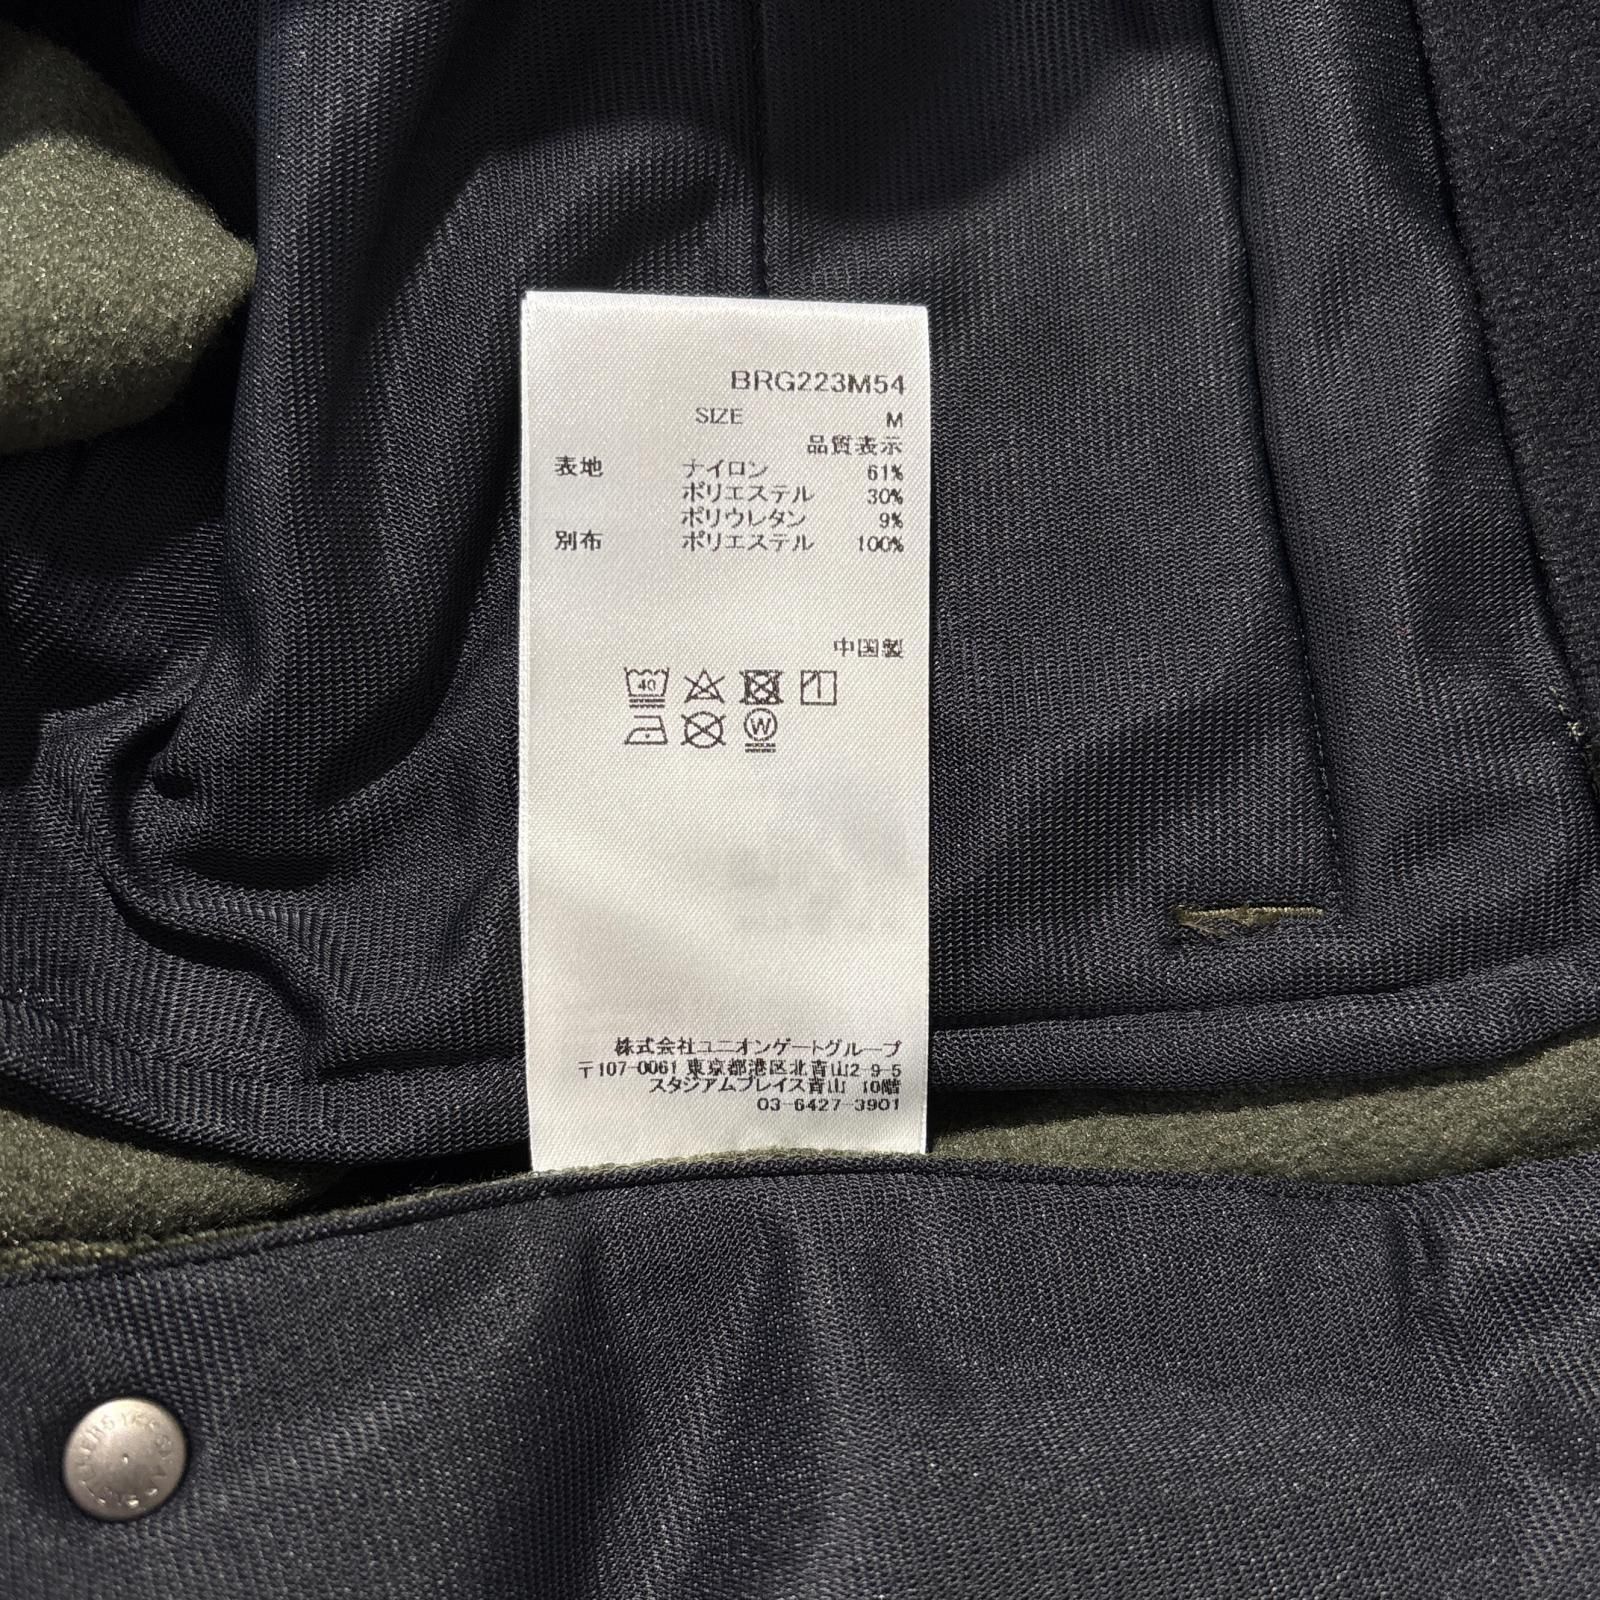 BRG223M54
SIZE M
品質表示
表地 ナイロン 61%
ポリエステル 30%
ポリウレタン 9%
別布 ポリエステル 100%
中国製
40
W
株式会社ユニオンゲートグループ
〒107-0061 東京都港区北青山2-9-5
スタジアムプレイス青山 10階
03-6427-3901